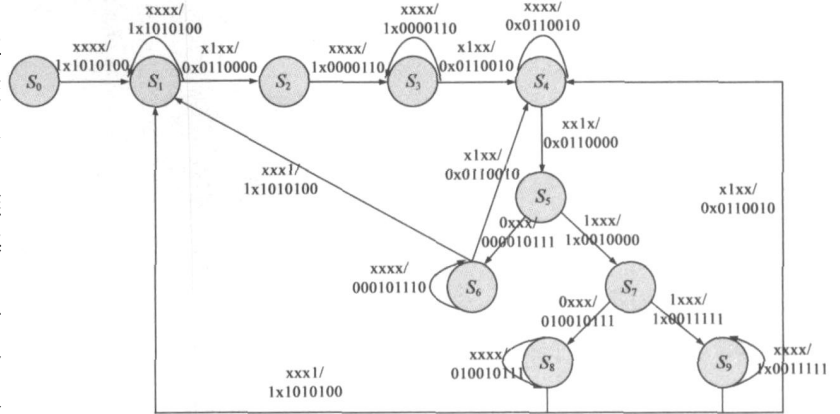 xxxx/
1x1010100
xxxx/
1x1010100
x1xx/
0x0110000
xxxx/
1x0000110
xxxx/
1x0000110
x1xx/
0x0110010
xxxx/
0x0110010
S0
S1
S2
S3
S4
xx1x/
0x0110000
xxx1/
1x1010100
x1xx/
0x0110010
S5
x1xx/
0x0110010
0xxx/
000010111
1xxx/
1x0010000
xxxx/
000101110
S6
S7
0xxx/
010010111
1xxx/
1x0011111
xxxx/
010010111
S8
S9
xxxx/
1x0011111
xxx1/
1x1010100